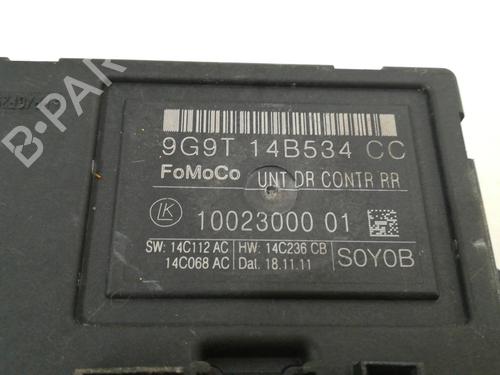 B-PAR
9G9T 14B534 CC
FoMoCo UNT DR CONTR RR
LK 10023000 01
SW: 14C112 AC HW: 14C236 CB
14C068 AC Dat. 18.11.11
S0Y0B